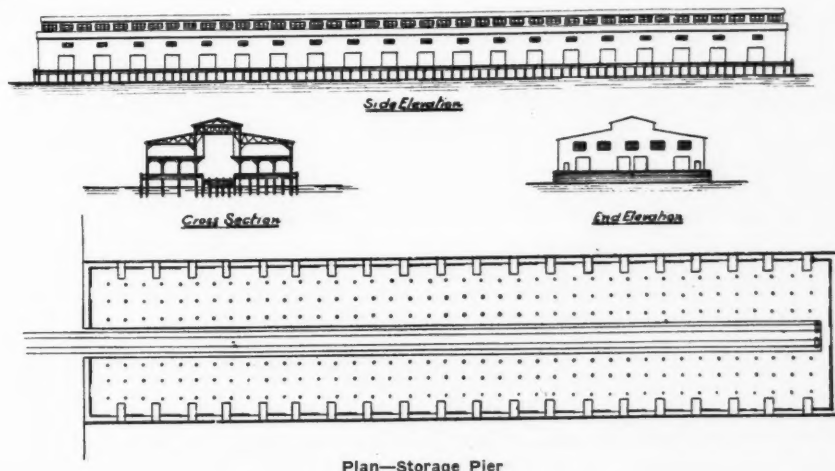 Side Elevation
Cross Section
End Elevation
Plan—Storage Pier